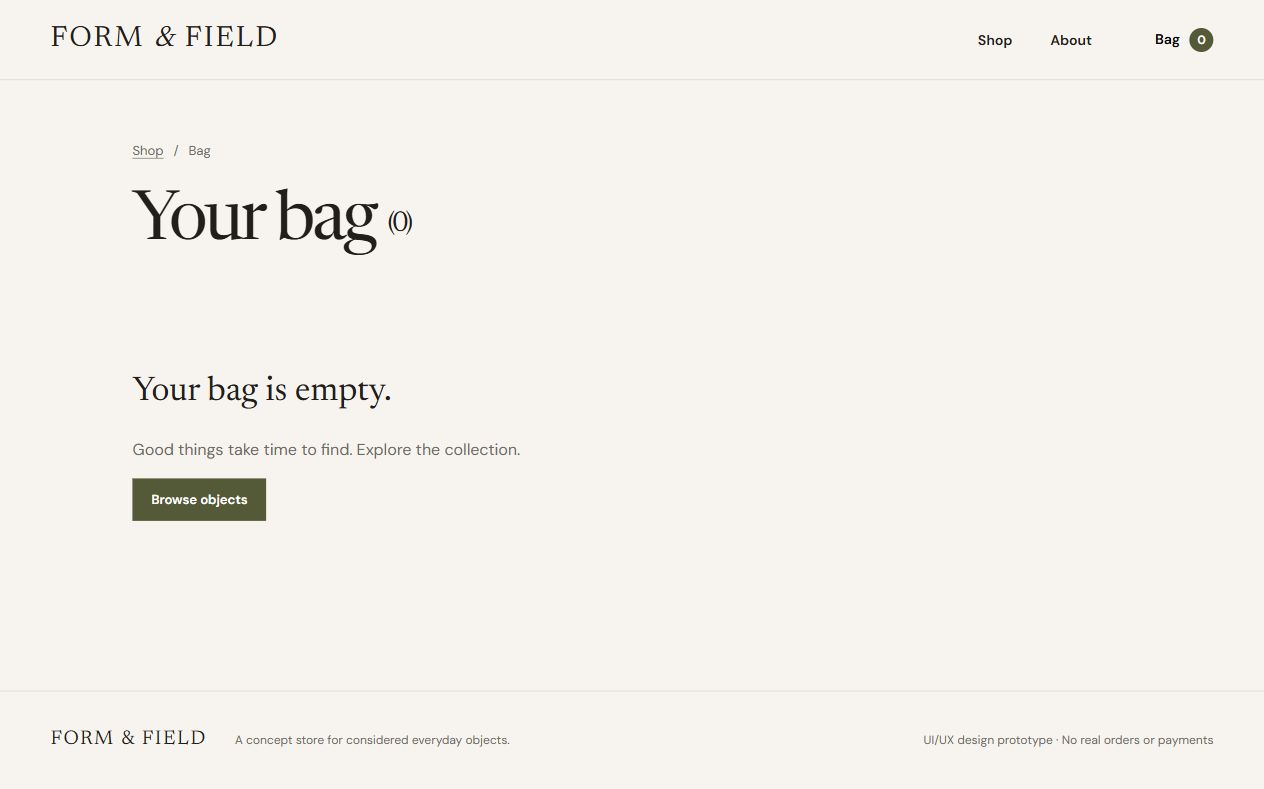 FORM & FIELD
Shop About Bag 0
Shop / Bag
Your bag (0)
Your bag is empty.
Good things take time to find. Explore the collection.
Browse objects
FORM & FIELD A concept store for considered everyday objects. UI/UX design prototype · No real orders or payments